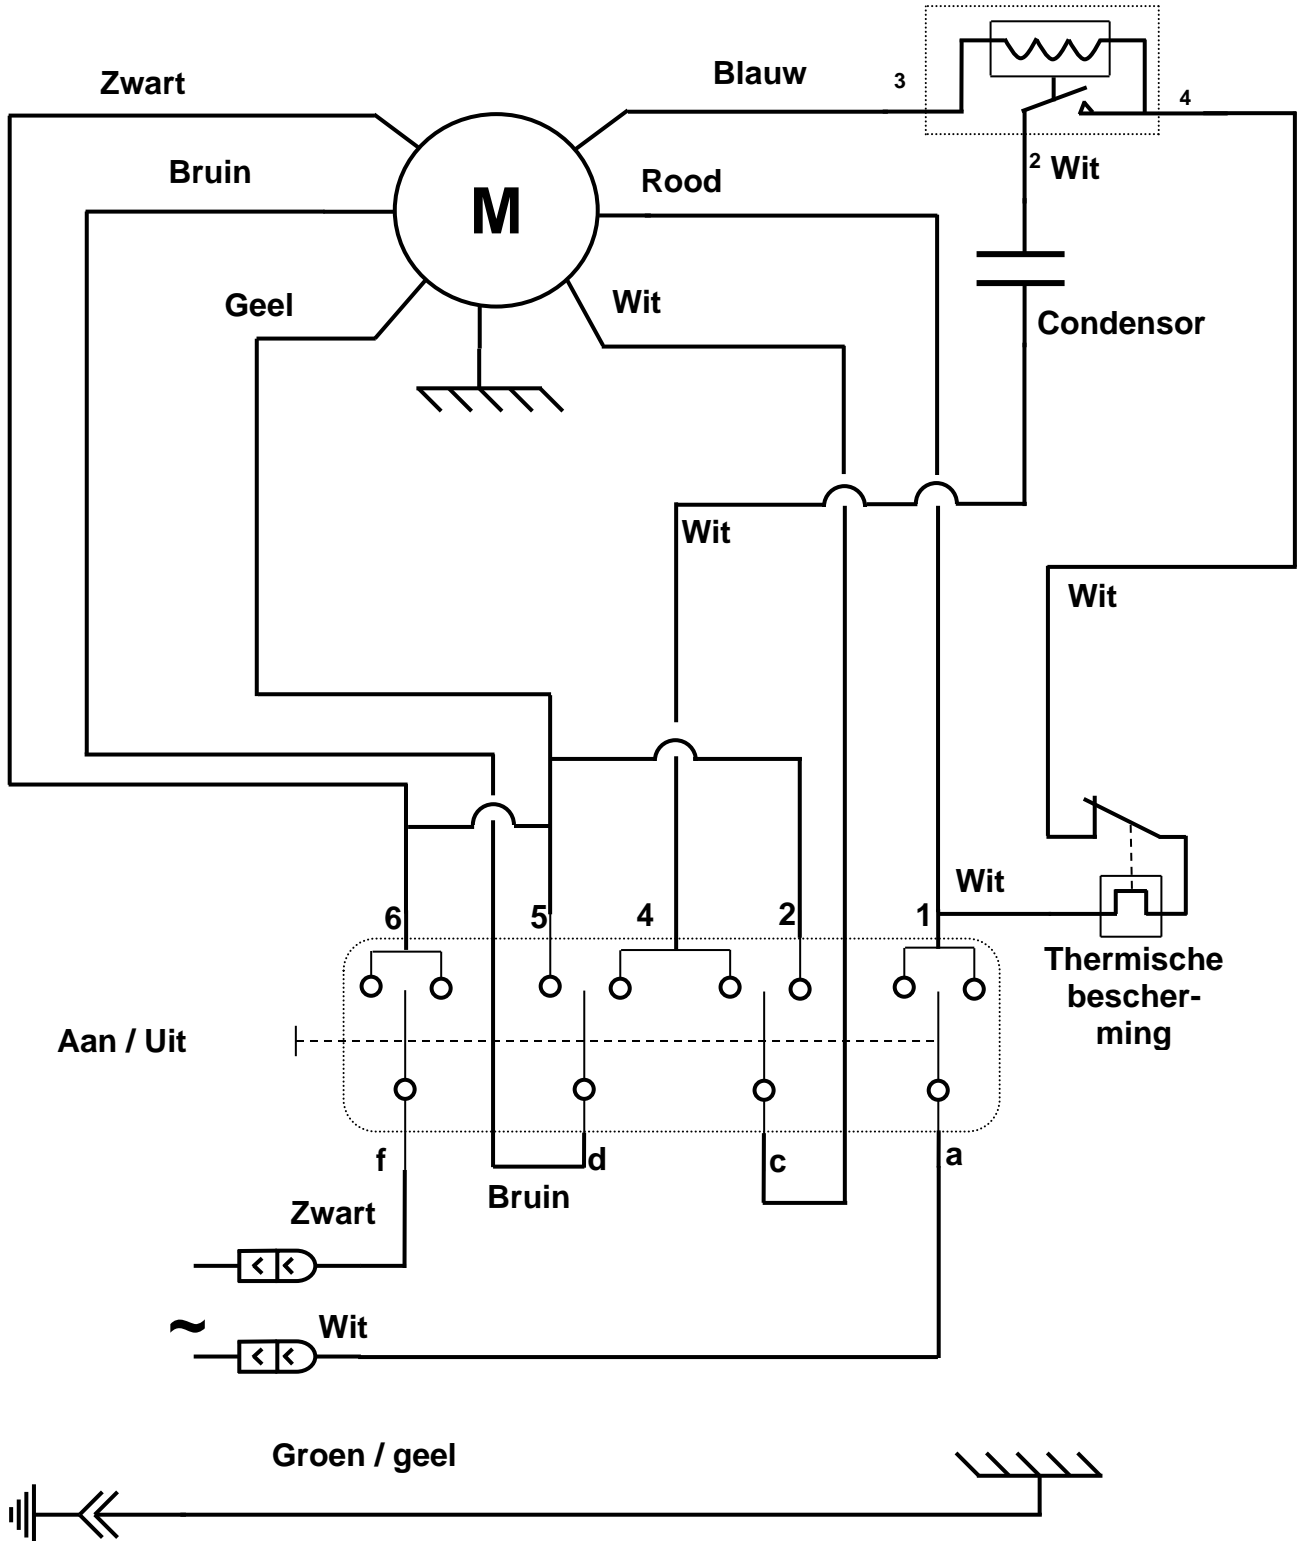 Zwart
Blauw
3
4
Bruin
Rood
2 Wit
M
Geel
Wit
Condensor
Wit
Wit
Wit
6
5
4
2
1
Thermische
bescher-
ming
Aan / Uit
f
d
c
a
Bruin
Zwart
~
Wit
Groen / geel